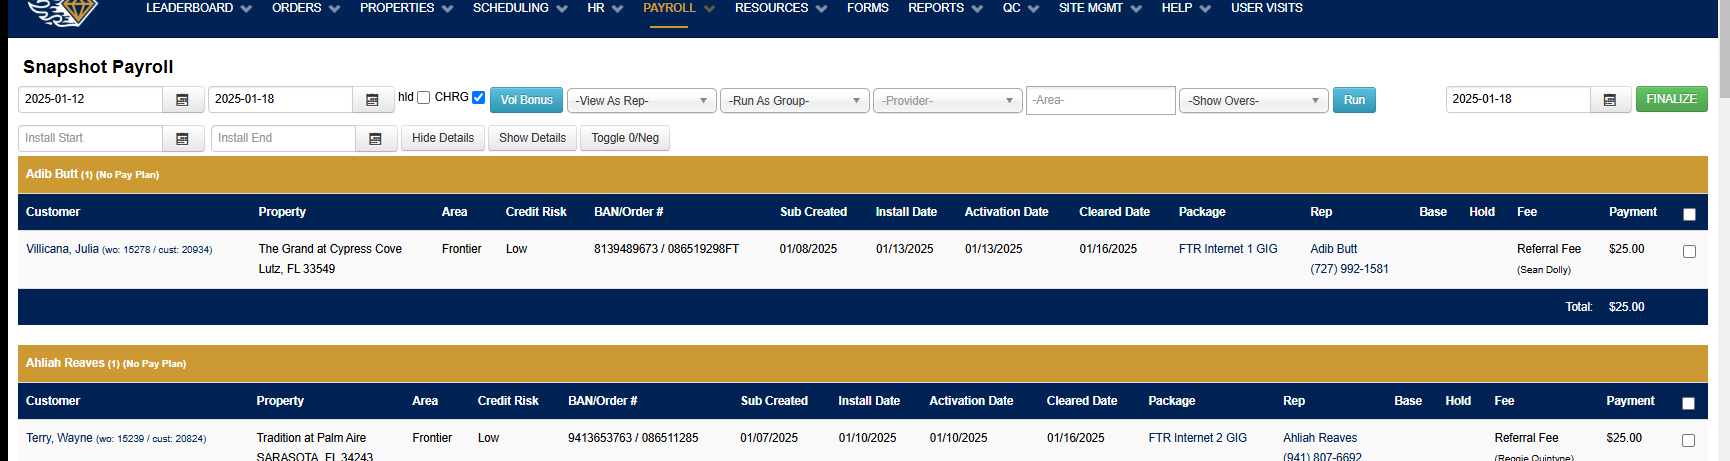 LEADERBOARD ORDERS PROPERTIES SCHEDULING HR PAYROLL RESOURCES FORMS REPORTS QC SITE MGMT HELP USER VISITS
Snapshot Payroll
2025-01-12 2025-01-18 hld CHRG Vol Bonus -View As Rep- -Run As Group- -Provider- -Area- -Show Overs- Run 2025-01-18 FINALIZE
Install Start Install End Hide Details Show Details Toggle 0/Neg
Adib Butt (1) (No Pay Plan)
Customer Property Area Credit Risk BAN/Order # Sub Created Install Date Activation Date Cleared Date Package Rep Base Hold Fee Payment
Villicana, Julia (wo: 15278 / cust: 20934) The Grand at Cypress Cove Frontier Low 8139489673 / 086519298FT 01/08/2025 01/13/2025 01/13/2025 01/16/2025 FTR Internet 1 GIG Adib Butt Referral Fee $25.00
Lutz, FL 33549 (727) 992-1581 (Sean Dolly)
Total: $25.00
Ahliah Reaves (1) (No Pay Plan)
Customer Property Area Credit Risk BAN/Order # Sub Created Install Date Activation Date Cleared Date Package Rep Base Hold Fee Payment
Terry, Wayne (wo: 15239 / cust: 20824) Tradition at Palm Aire Frontier Low 9413653763 / 086511285 01/07/2025 01/10/2025 01/10/2025 01/16/2025 FTR Internet 2 GIG Ahliah Reaves Referral Fee $25.00
SARASOTA, FL 34243 (941) 807-6692 (Reggie Quintyne)